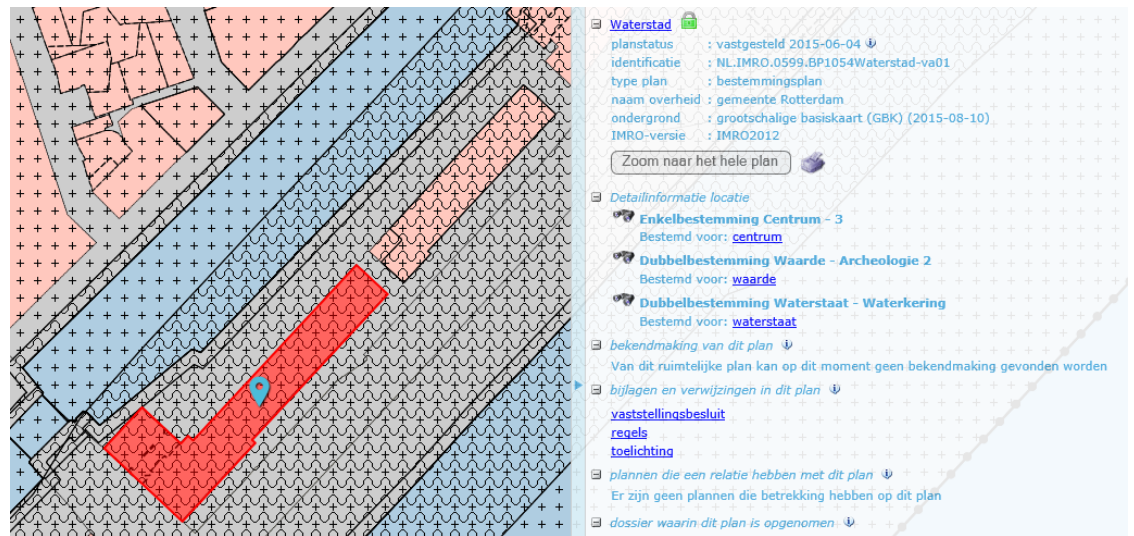 Waterstad
planstatus : vastgesteld 2015-06-04
identificatie : NL.IMRO.0599.BP1054Waterstad-va01
type plan : bestemmingsplan
naam overheid : gemeente Rotterdam
ondergrond : grootschalige basiskaart (GBK) (2015-08-10)
IMRO-versie : IMRO2012
Zoom naar het hele plan
Detailinformatie locatie
Enkelbestemming Centrum - 3
Bestemd voor: centrum
Dubbelbestemming Waarde - Archeologie 2
Bestemd voor: waarde
Dubbelbestemming Waterstaat - Waterkering
Bestemd voor: waterstaat
bekendmaking van dit plan
Van dit ruimtelijke plan kan op dit moment geen bekendmaking gevonden worden
bijlagen en verwijzingen in dit plan
vaststellingsbesluit
regels
toelichting
plannen die een relatie hebben met dit plan
Er zijn geen plannen die betrekking hebben op dit plan
dossier waarin dit plan is opgenomen